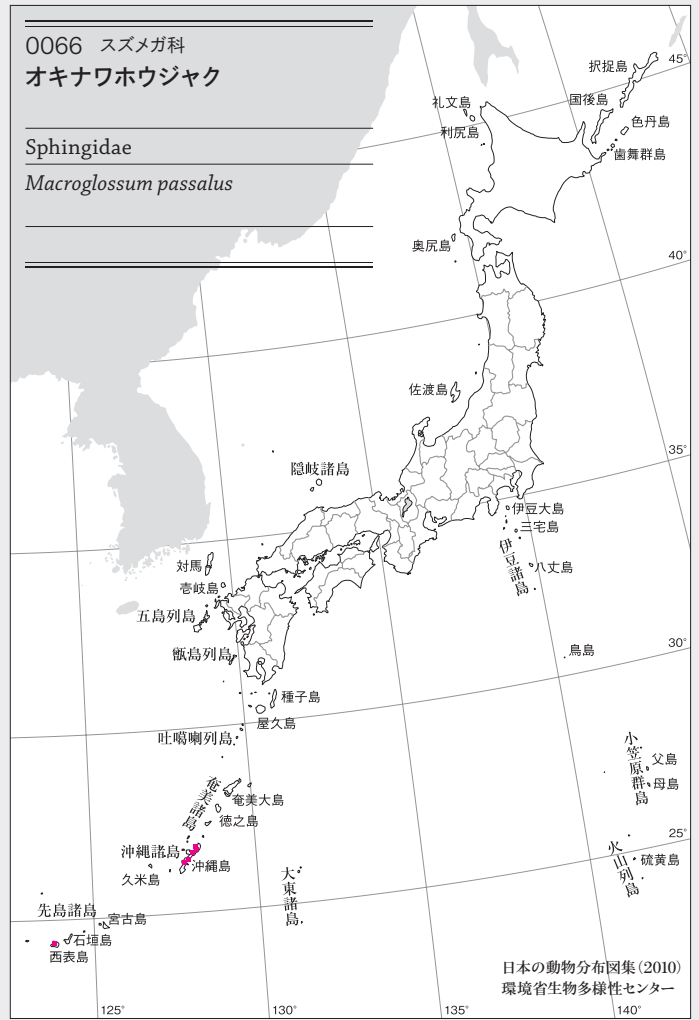 0066 スズメガ科
オキナワホウジャク
Sphingidae
Macroglossum passalus
択捉島
45°
礼文島
国後島
利尻島
色丹島
歯舞群島
奥尻島
40°
佐渡島
35°
隠岐諸島
伊豆大島
三宅島
伊豆諸島
八丈島
対馬
壱岐島
五島列島
甑島列島
鳥島
30°
種子島
屋久島
吐噶喇列島
小笠原群島
父島
母島
奄美諸島
奄美大島
徳之島
25°
沖縄諸島
沖縄島
久米島
火山列島
硫黄島
大東諸島
先島諸島
宮古島
石垣島
西表島
日本の動物分布図集(2010)
環境省生物多様性センター
125°
130°
135°
140°